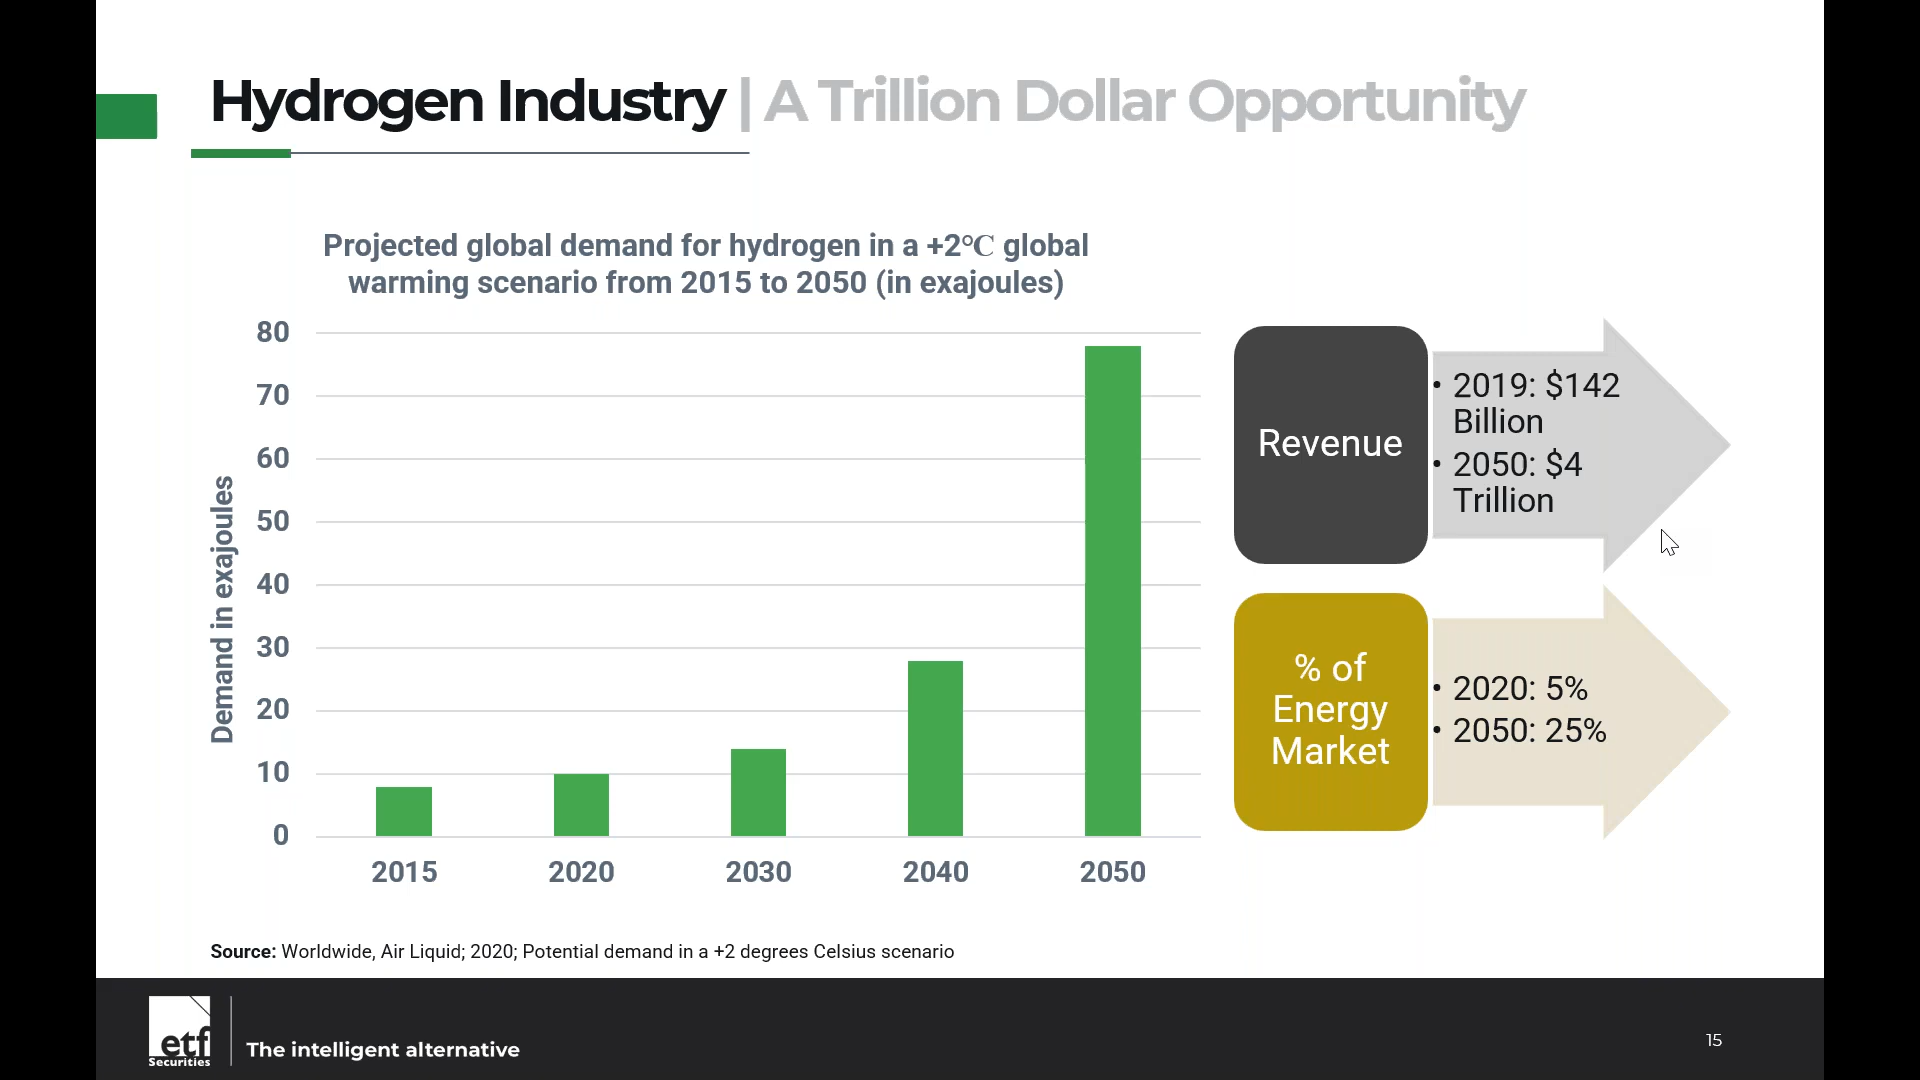 Hydrogen Industry | A Trillion Dollar Opportunity
Projected global demand for hydrogen in a +2℃ global
warming scenario from 2015 to 2050 (in exajoules)
Demand in exajoules
80
70
60
50
40
30
20
10
0
2015
2020
2030
2040
2050
Revenue
• 2019: $142
Billion
• 2050: $4
Trillion
% of
Energy
Market
• 2020: 5%
• 2050: 25%
Source: Worldwide, Air Liquid; 2020; Potential demand in a +2 degrees Celsius scenario
etf
Securities
The intelligent alternative
15